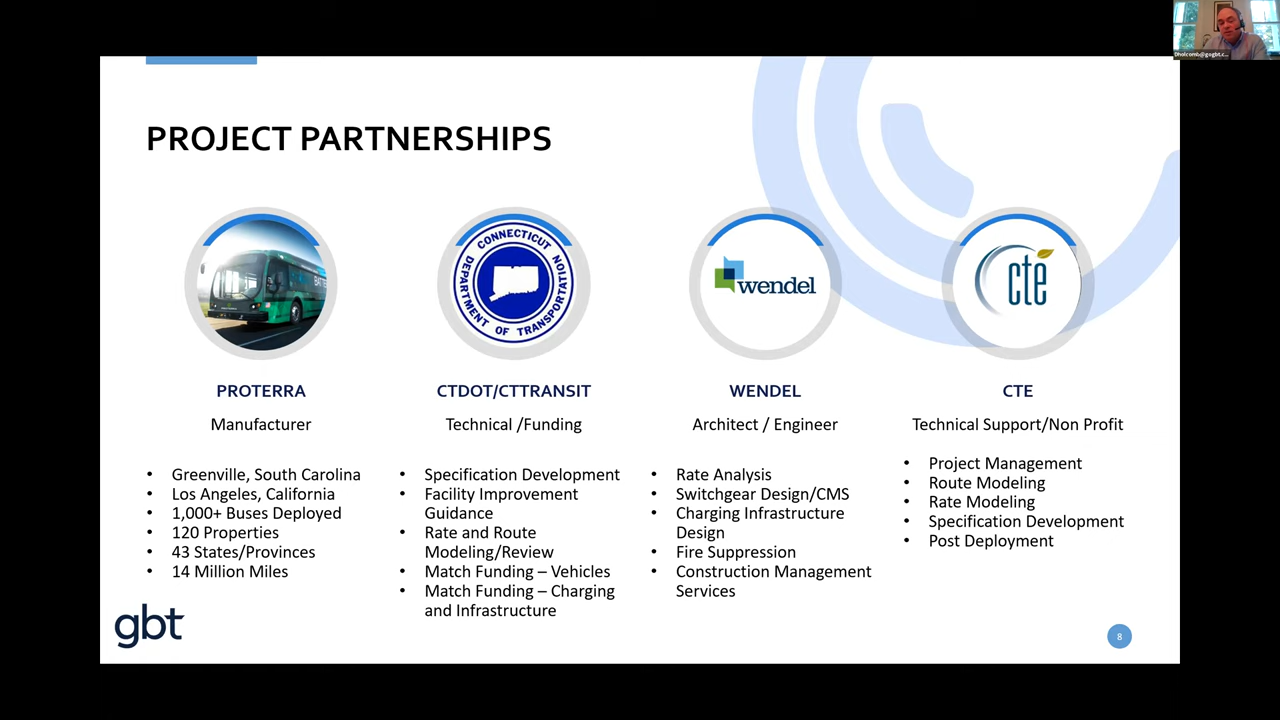 Dholcomb@gogbt.c...
PROJECT PARTNERSHIPS
CONNECTICUT
DEPARTMENT OF TRANSPORTATION
wendel
cte
PROTERRA
Manufacturer
• Greenville, South Carolina
• Los Angeles, California
• 1,000+ Buses Deployed
• 120 Properties
• 43 States/Provinces
• 14 Million Miles
CTDOT/CTTRANSIT
Technical /Funding
• Specification Development
• Facility Improvement
Guidance
• Rate and Route
Modeling/Review
• Match Funding – Vehicles
• Match Funding – Charging
and Infrastructure
WENDEL
Architect / Engineer
• Rate Analysis
• Switchgear Design/CMS
• Charging Infrastructure
Design
• Fire Suppression
• Construction Management
Services
CTE
Technical Support/Non Profit
• Project Management
• Route Modeling
• Rate Modeling
• Specification Development
• Post Deployment
gbt
8